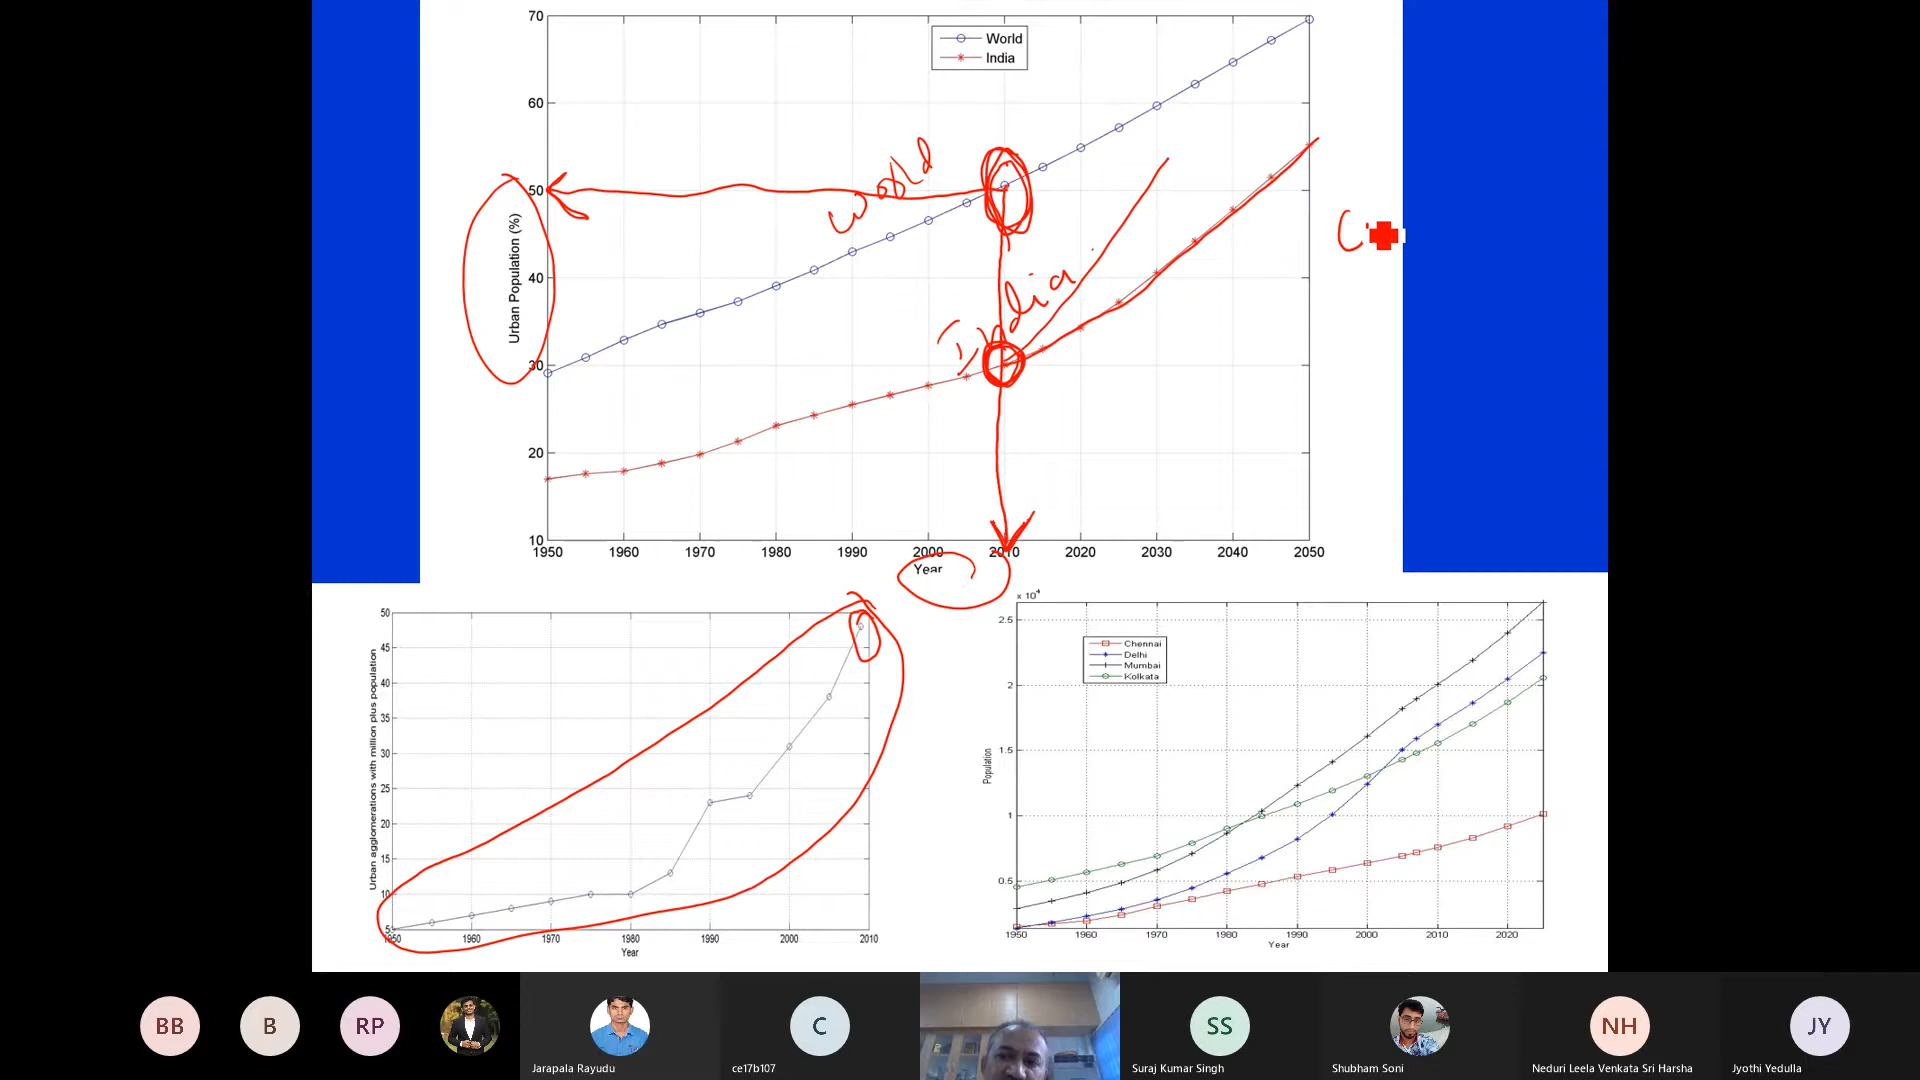 70
60
50
40
30
20
10
Urban Population (%)
World
India
World
India
1950 1960 1970 1980 1990 2000 2010 2020 2030 2040 2050
Year
C
50
45
40
35
30
25
20
15
10
5
Urban agglomerations with million plus population
1950 1960 1970 1980 1990 2000 2010
Year
x 10^4
2.5
2
1.5
1
0.5
Population
Chennai
Delhi
Mumbai
Kolkata
1950 1960 1970 1980 1990 2000 2010 2020
Year
BB B RP C SS NH JY
Jarapala Rayudu ce17b107 Suraj Kumar Singh Shubham Soni Neduri Leela Venkata Sri Harsha Jyothi Yedulla